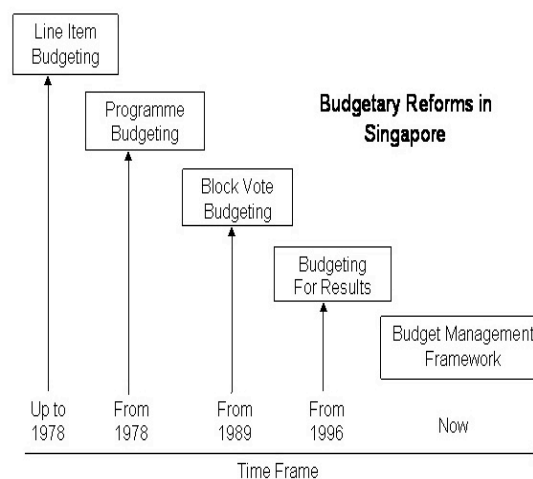 Line Item
Budgeting
Programme
Budgeting
Budgetary Reforms in
Singapore
Block Vote
Budgeting
Budgeting
For Results
Budget Management
Framework
Up to
1978
From
1978
From
1989
From
1996
Now
Time Frame